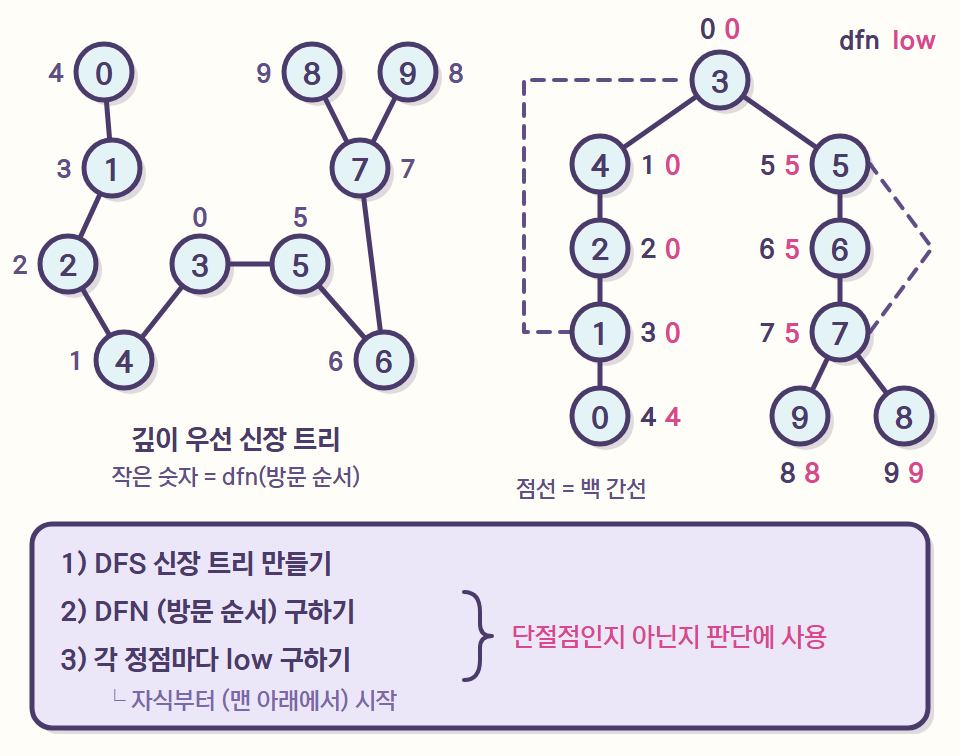 0 0
dfn low
4 0
9 8
9 8
3
3 1
7 7
4 1 0
5 5 5
0
5
2 2
3
5
2 2 0
6 5 6
1 4
6 6
1 3 0
7 5 7
0 4 4
9
8
8 8
9 9
깊이 우선 신장 트리
작은 숫자 = dfn(방문 순서)
점선 = 백 간선
1) DFS 신장 트리 만들기
2) DFN (방문 순서) 구하기
3) 각 정점마다 low 구하기
└ 자식부터 (맨 아래에서) 시작
단절점인지 아닌지 판단에 사용